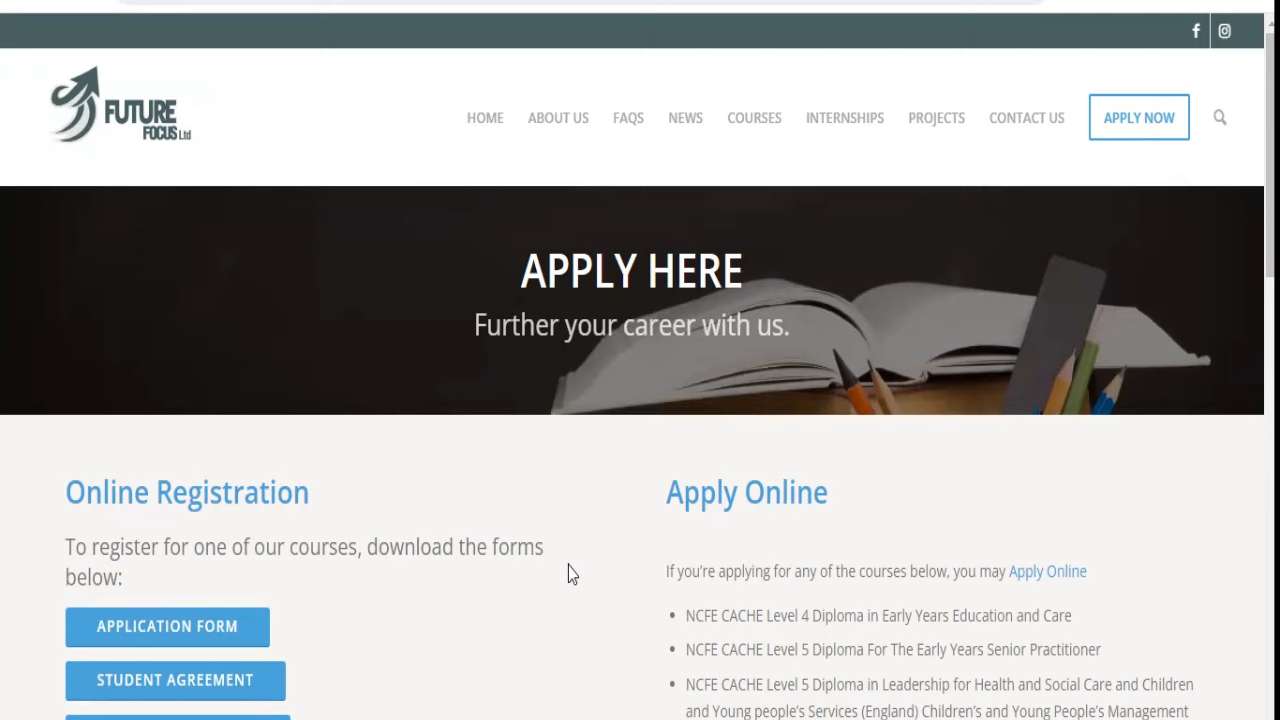 FUTURE
FOCUS Ltd
HOME ABOUT US FAQS NEWS COURSES INTERNSHIPS PROJECTS CONTACT US APPLY NOW
APPLY HERE
Further your career with us.
Online Registration
To register for one of our courses, download the forms
below:
APPLICATION FORM
STUDENT AGREEMENT
Apply Online
If you're applying for any of the courses below, you may Apply Online
NCFE CACHE Level 4 Diploma in Early Years Education and Care
NCFE CACHE Level 5 Diploma For The Early Years Senior Practitioner
NCFE CACHE Level 5 Diploma in Leadership for Health and Social Care and Children
and Young people's Services (England) Children's and Young People's Management